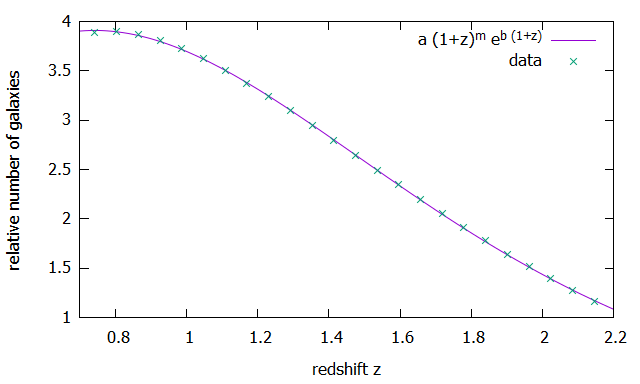 a (1+z)^m e^b (1+z)
data
relative number of galaxies
4
3.5
3
2.5
2
1.5
1
0.8 1 1.2 1.4 1.6 1.8 2 2.2
redshift z